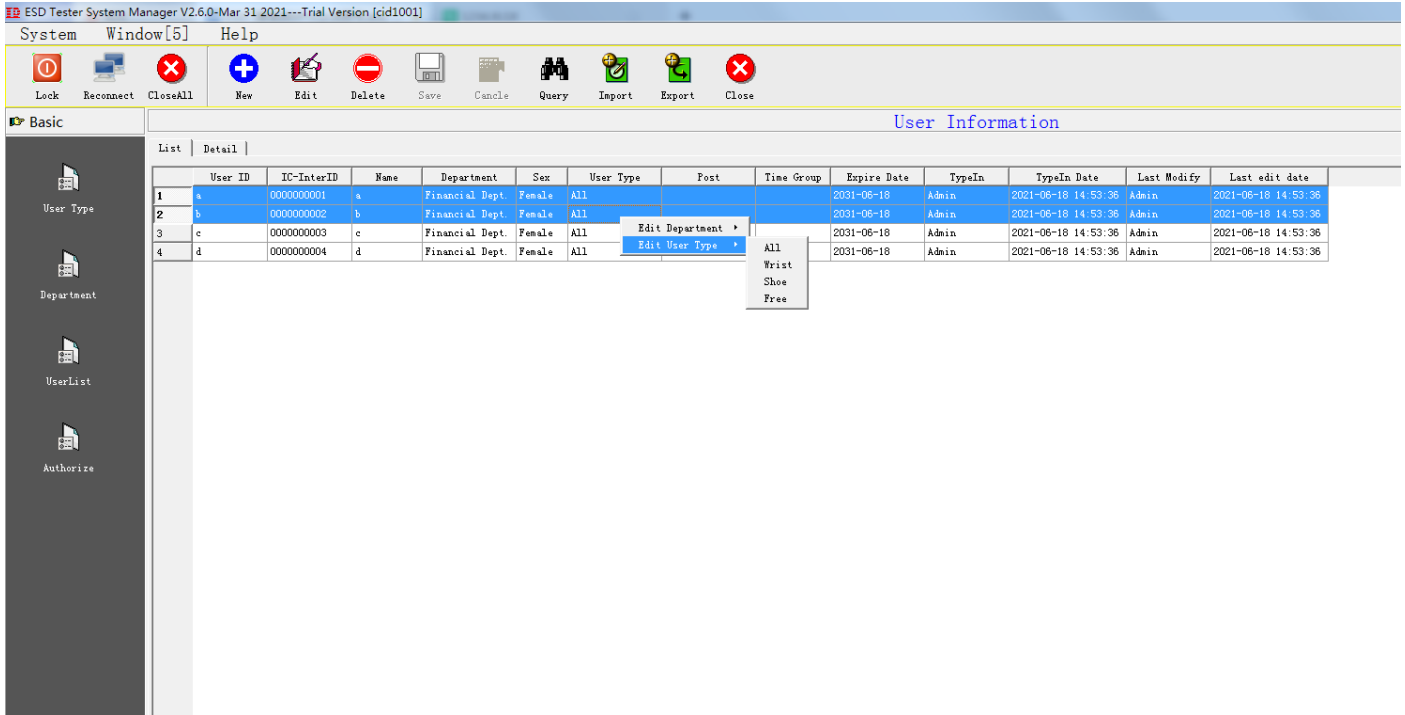 ESD Tester System Manager V2.6.0-Mar 31 2021---Trial Version [cid1001]
System Window[5] Help
Lock Reconnect CloseAll New Edit Delete Save Cancle Query Import Export Close
Basic
User Information
List Detail
User ID IC-InterID Name Department Sex User Type Post Time Group Expire Date TypeIn TypeIn Date Last Modify Last edit date
1 a 0000000001 a Financial Dept. Female All 2031-06-18 Admin 2021-06-18 14:53:36 Admin 2021-06-18 14:53:36
2 b 0000000002 b Financial Dept. Female All 2031-06-18 Admin 2021-06-18 14:53:36 Admin 2021-06-18 14:53:36
3 c 0000000003 c Financial Dept. Female All 2031-06-18 Admin 2021-06-18 14:53:36 Admin 2021-06-18 14:53:36
4 d 0000000004 d Financial Dept. Female All 2031-06-18 Admin 2021-06-18 14:53:36 Admin 2021-06-18 14:53:36
Edit Department
Edit User Type
All
Wrist
Shoe
Free
User Type
Department
UserList
Authorize